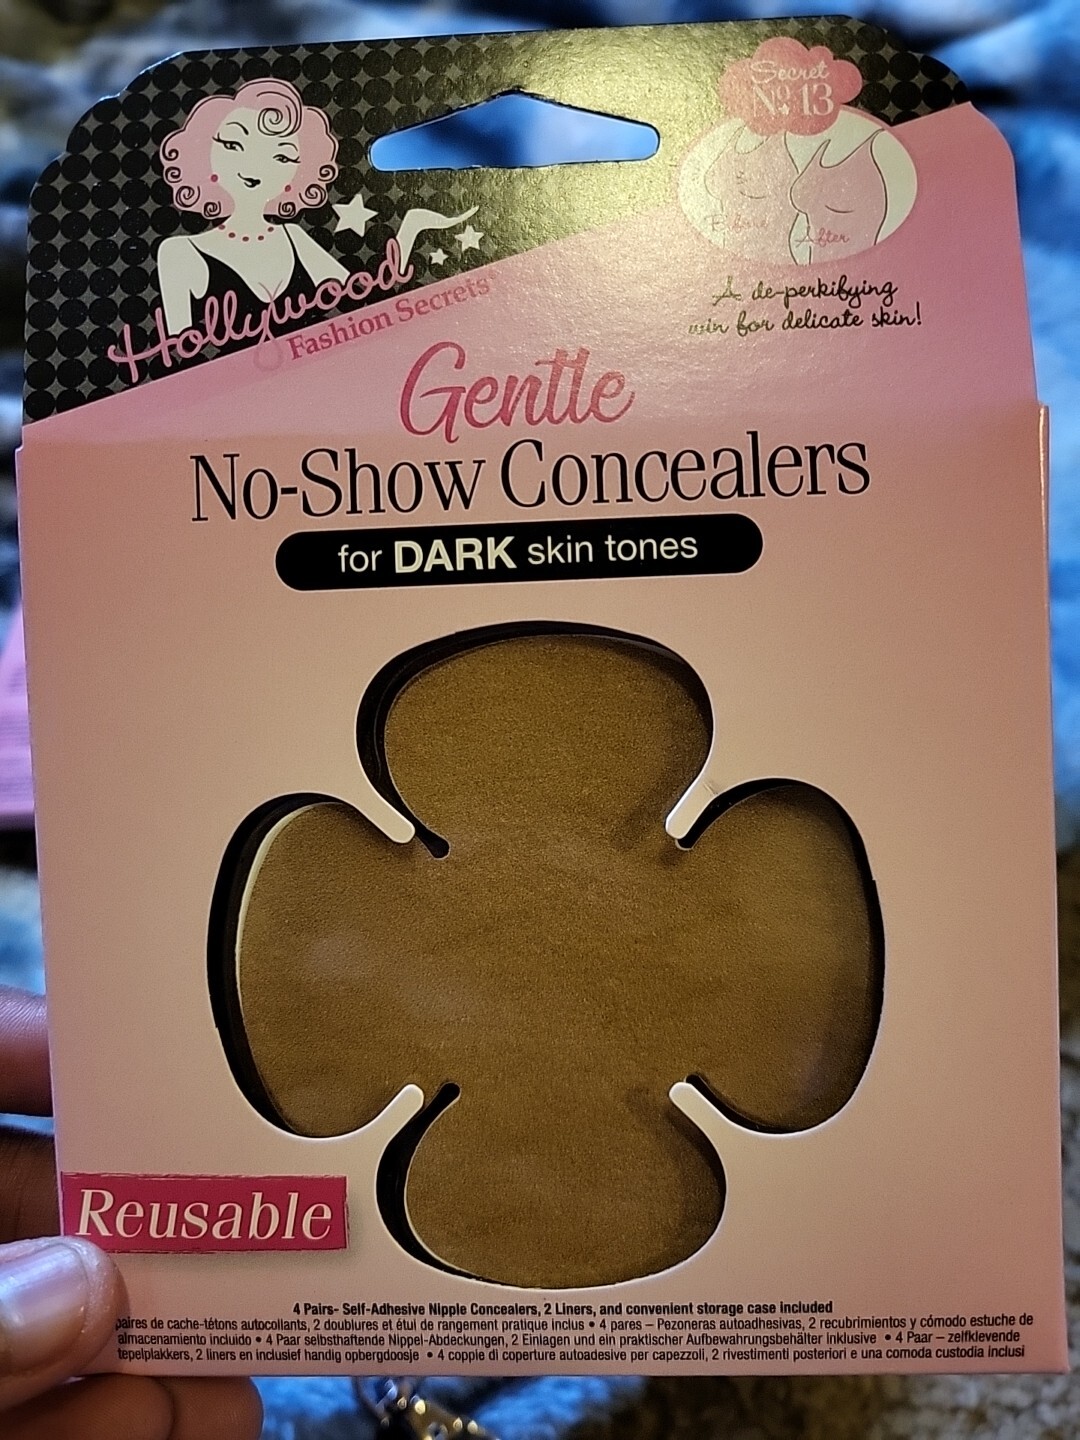 Secret
No. 13
Before
After
Hollywood
Fashion Secrets®
A de-perkifying
win for delicate skin!
Gentle
No-Show Concealers
for DARK skin tones
Reusable
4 Pairs- Self-Adhesive Nipple Concealers, 2 Liners, and convenient storage case included
paires de cache-tétons autocollants, 2 doublures et étui de rangement pratique inclus • 4 pares – Pezoneras autoadhesivas, 2 recubrimientos y cómodo estuche de
almacenamiento incluido • 4 Paar selbsthaftende Nippel-Abdeckungen, 2 Einlagen und ein praktischer Aufbewahrungsbehälter inklusive • 4 Paar – zelfklevende
tepelplakkers, 2 liners en inclusief handig opbergdoosje • 4 coppie di coperture autoadesive per capezzoli, 2 rivestimenti posteriori e una comoda custodia inclusi